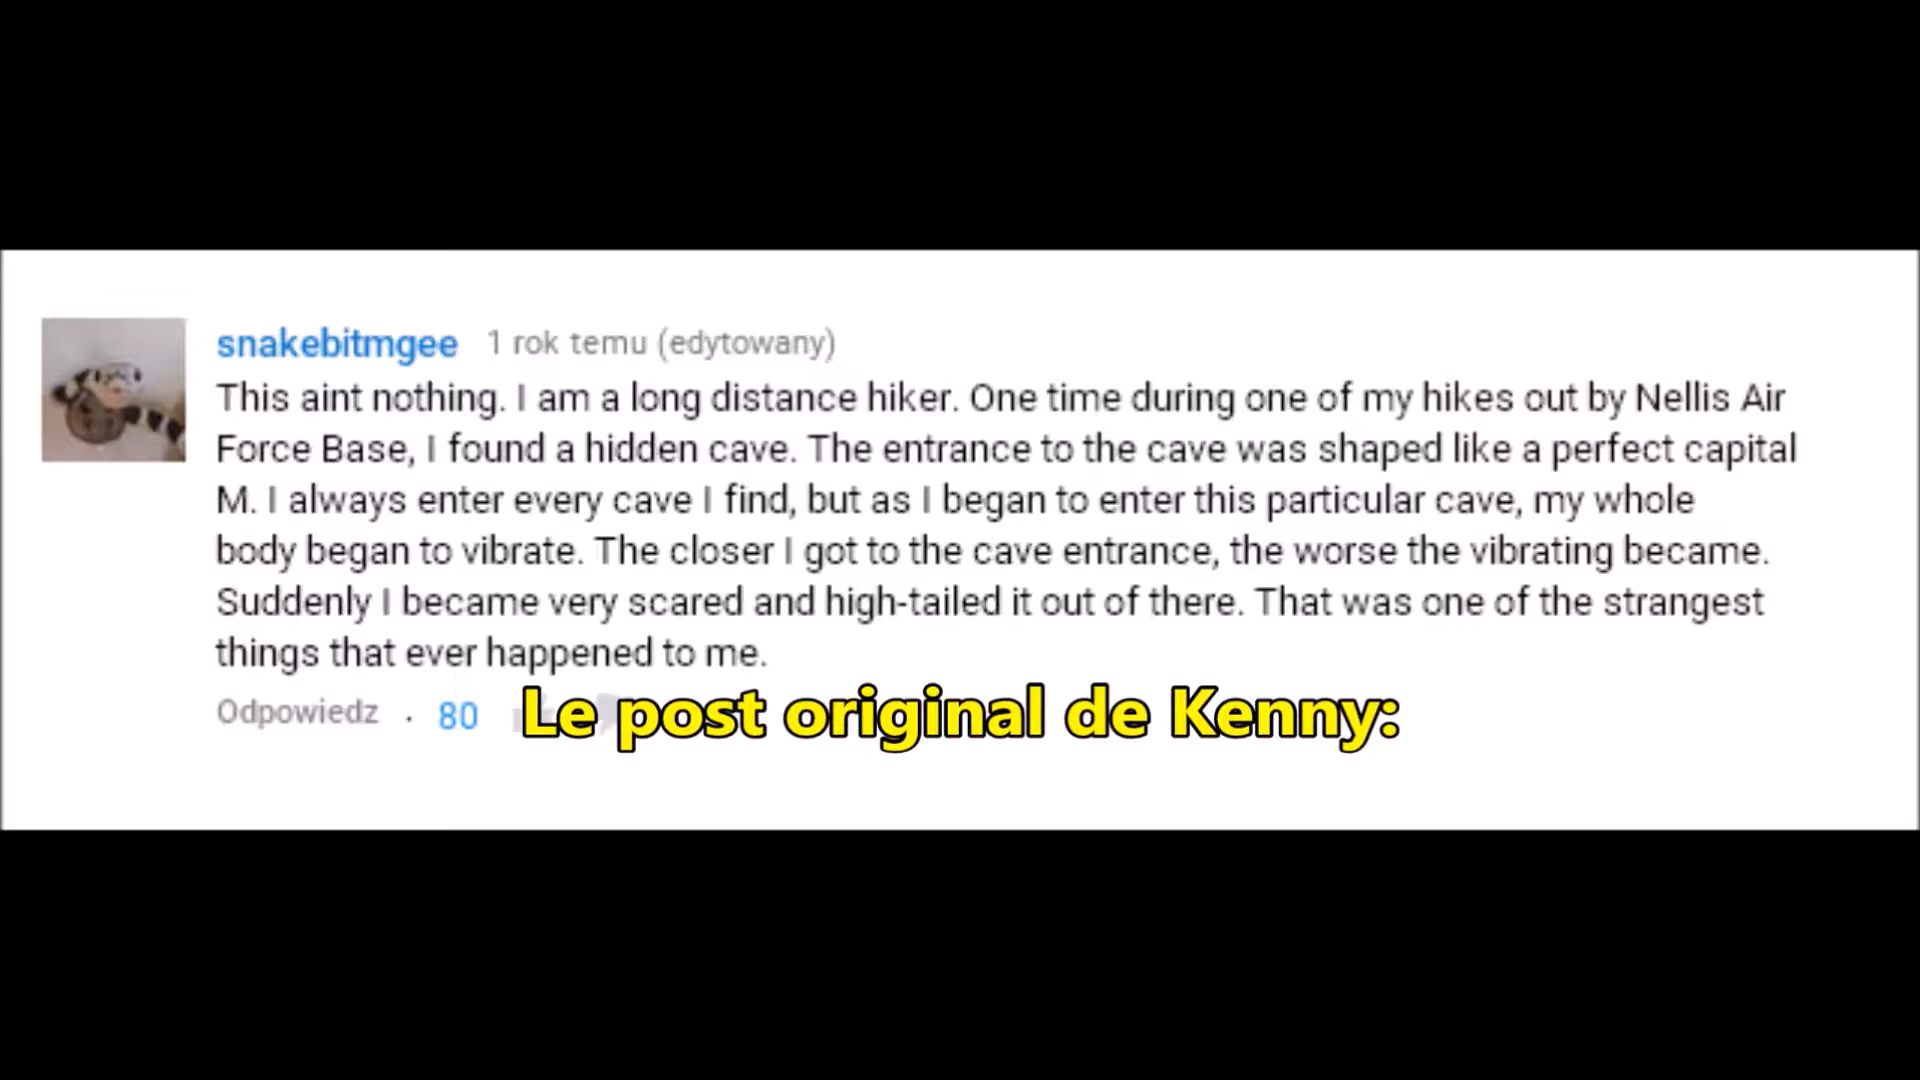 snakebitmgee 1 rok temu (edytowany)
This aint nothing. I am a long distance hiker. One time during one of my hikes out by Nellis Air
Force Base, I found a hidden cave. The entrance to the cave was shaped like a perfect capital
M. I always enter every cave I find, but as I began to enter this particular cave, my whole
body began to vibrate. The closer I got to the cave entrance, the worse the vibrating became.
Suddenly I became very scared and high-tailed it out of there. That was one of the strangest
things that ever happened to me.
Odpowiedz · 80
Le post original de Kenny: